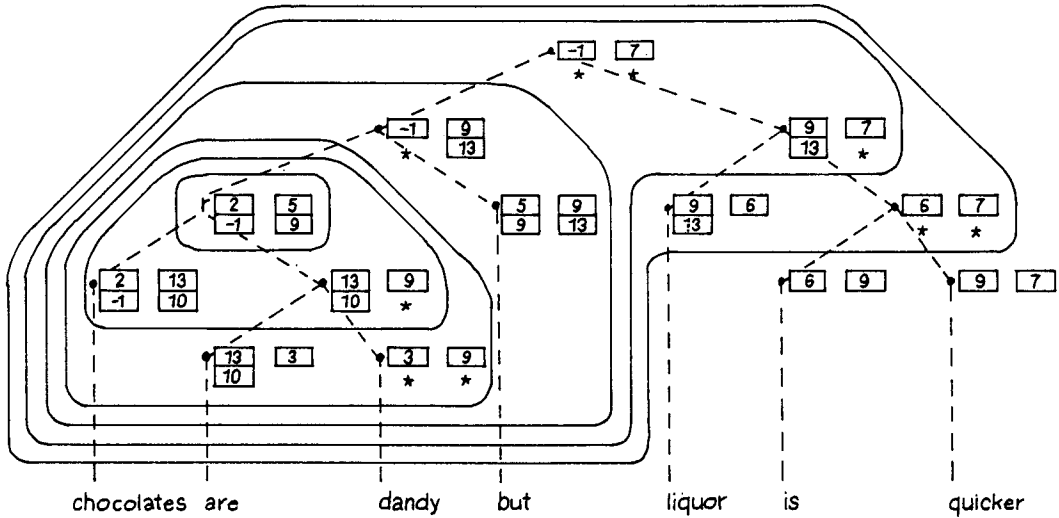 -1 7
* *
-1 9 9 7
* 13 13 *
r 2 5 5 9 9 6 6 7
-1 9 9 13 13 * *
2 13 13 9 6 9 9 7
-1 10 10 *
13 3 3 9
10 * *
chocolates are dandy but liquor is quicker